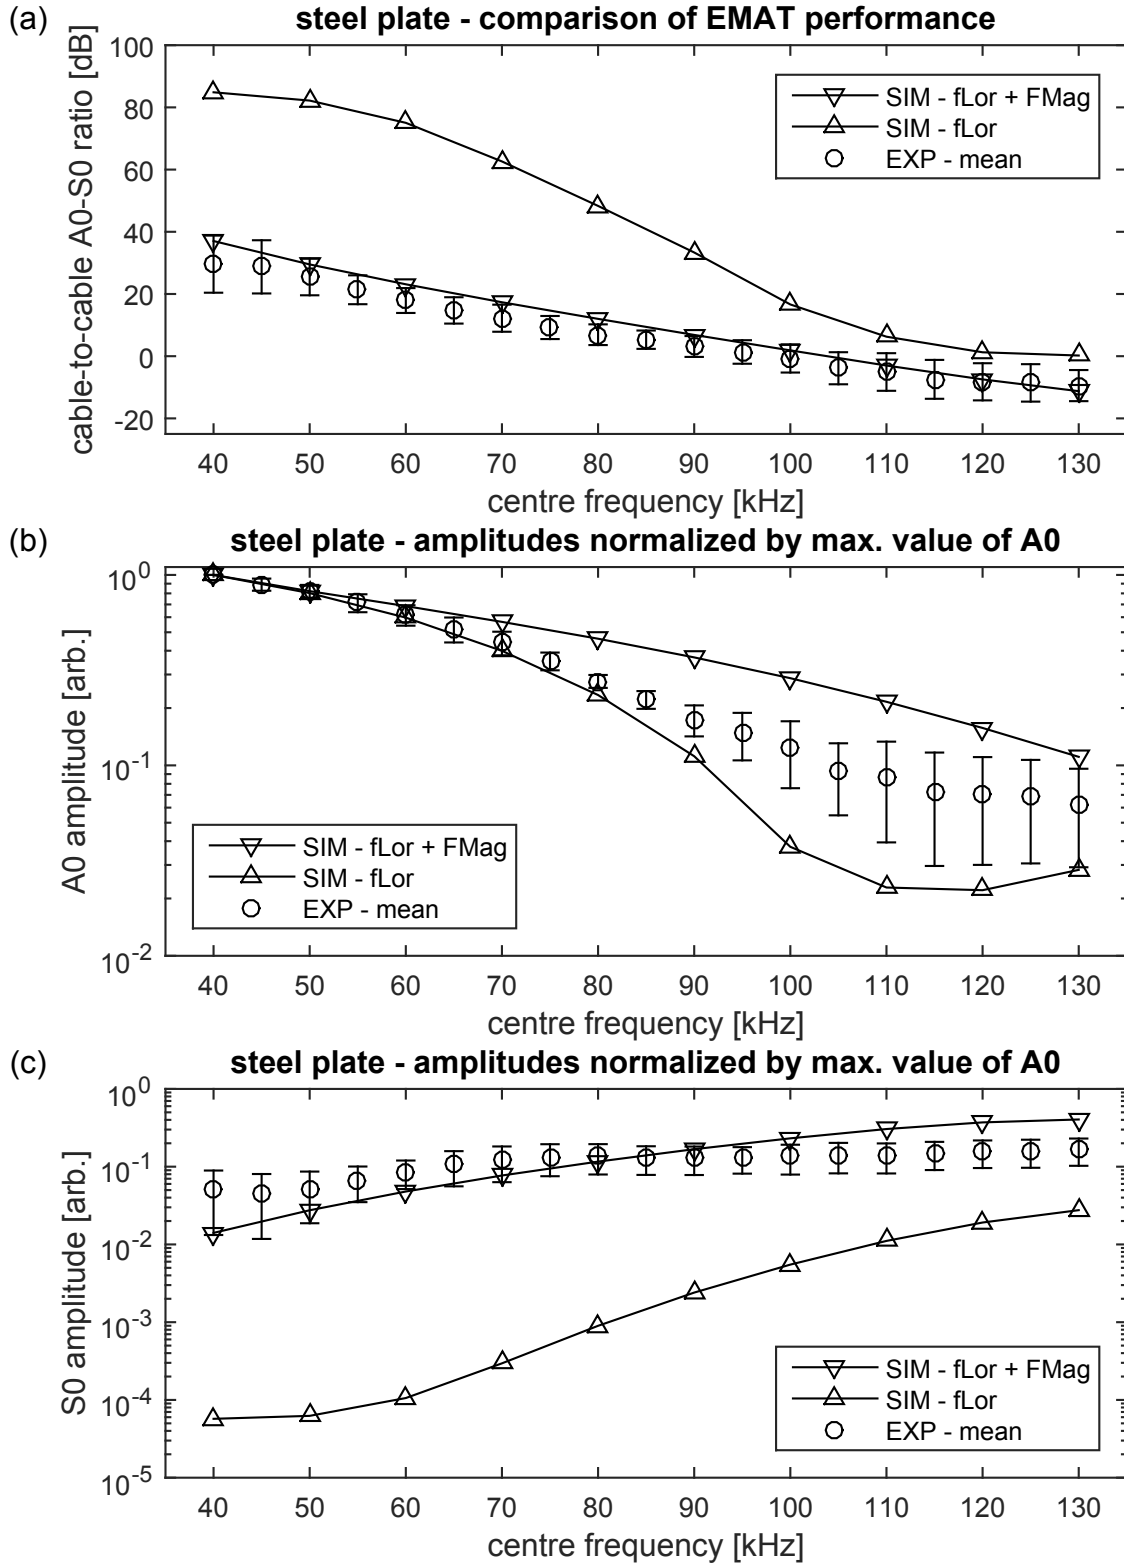 (a)
steel plate - comparison of EMAT performance
cable-to-cable A0-S0 ratio [dB]
100
80
60
40
20
0
-20
SIM - fLor + FMag
SIM - fLor
EXP - mean
40 50 60 70 80 90 100 110 120 130
centre frequency [kHz]
(b)
steel plate - amplitudes normalized by max. value of A0
A0 amplitude [arb.]
10^0
10^-1
10^-2
SIM - fLor + FMag
SIM - fLor
EXP - mean
40 50 60 70 80 90 100 110 120 130
centre frequency [kHz]
(c)
steel plate - amplitudes normalized by max. value of A0
S0 amplitude [arb.]
10^0
10^-1
10^-2
10^-3
10^-4
10^-5
SIM - fLor + FMag
SIM - fLor
EXP - mean
40 50 60 70 80 90 100 110 120 130
centre frequency [kHz]